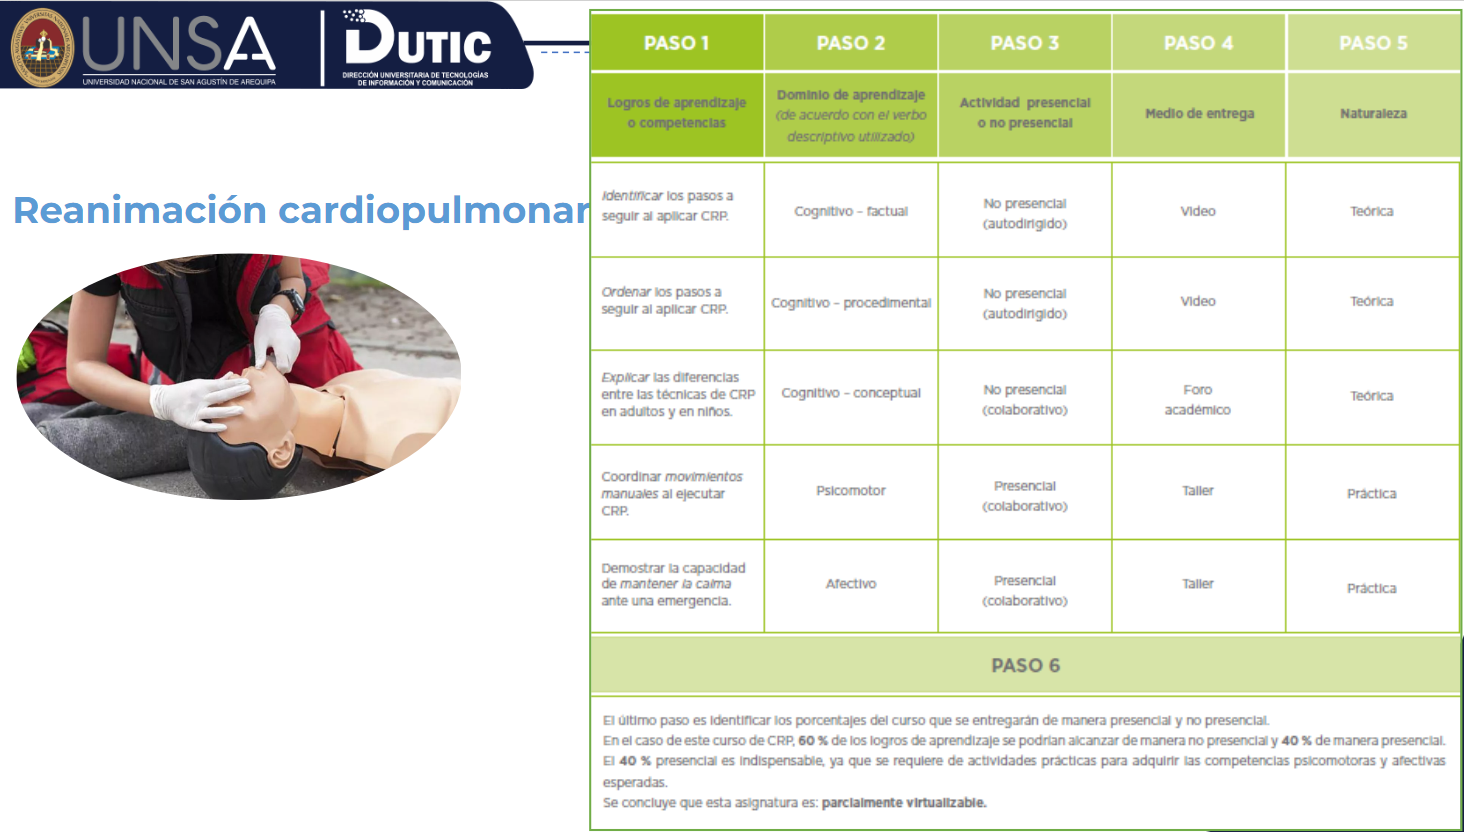 UNSA
UNIVERSIDAD NACIONAL DE SAN AGUSTÍN DE AREQUIPA
DUTIC
DIRECCIÓN UNIVERSITARIA DE TECNOLOGÍAS
DE INFORMACIÓN Y COMUNICACIÓN
Reanimación cardiopulmonar
PASO 1 PASO 2 PASO 3 PASO 4 PASO 5
Logros de aprendizaje
o competencias
Dominio de aprendizaje
(de acuerdo con el verbo
descriptivo utilizado)
Actividad presencial
o no presencial
Medio de entrega
Naturaleza
Identificar los pasos a
seguir al aplicar CRP.
Cognitivo – factual
No presencial
(autodirigido)
Video
Teórica
Ordenar los pasos a
seguir al aplicar CRP.
Cognitivo – procedimental
No presencial
(autodirigido)
Video
Teórica
Explicar las diferencias
entre las técnicas de CRP
en adultos y en niños.
Cognitivo – conceptual
No presencial
(colaborativo)
Foro
académico
Teórica
Coordinar movimientos
manuales al ejecutar
CRP.
Psicomotor
Presencial
(colaborativo)
Taller
Práctica
Demostrar la capacidad
de mantener la calma
ante una emergencia.
Afectivo
Presencial
(colaborativo)
Taller
Práctica
PASO 6
El último paso es identificar los porcentajes del curso que se entregarán de manera presencial y no presencial.
En el caso de este curso de CRP, 60 % de los logros de aprendizaje se podrían alcanzar de manera no presencial y 40 % de manera presencial.
El 40 % presencial es indispensable, ya que se requiere de actividades prácticas para adquirir las competencias psicomotoras y afectivas
esperadas.
Se concluye que esta asignatura es: parcialmente virtualizable.